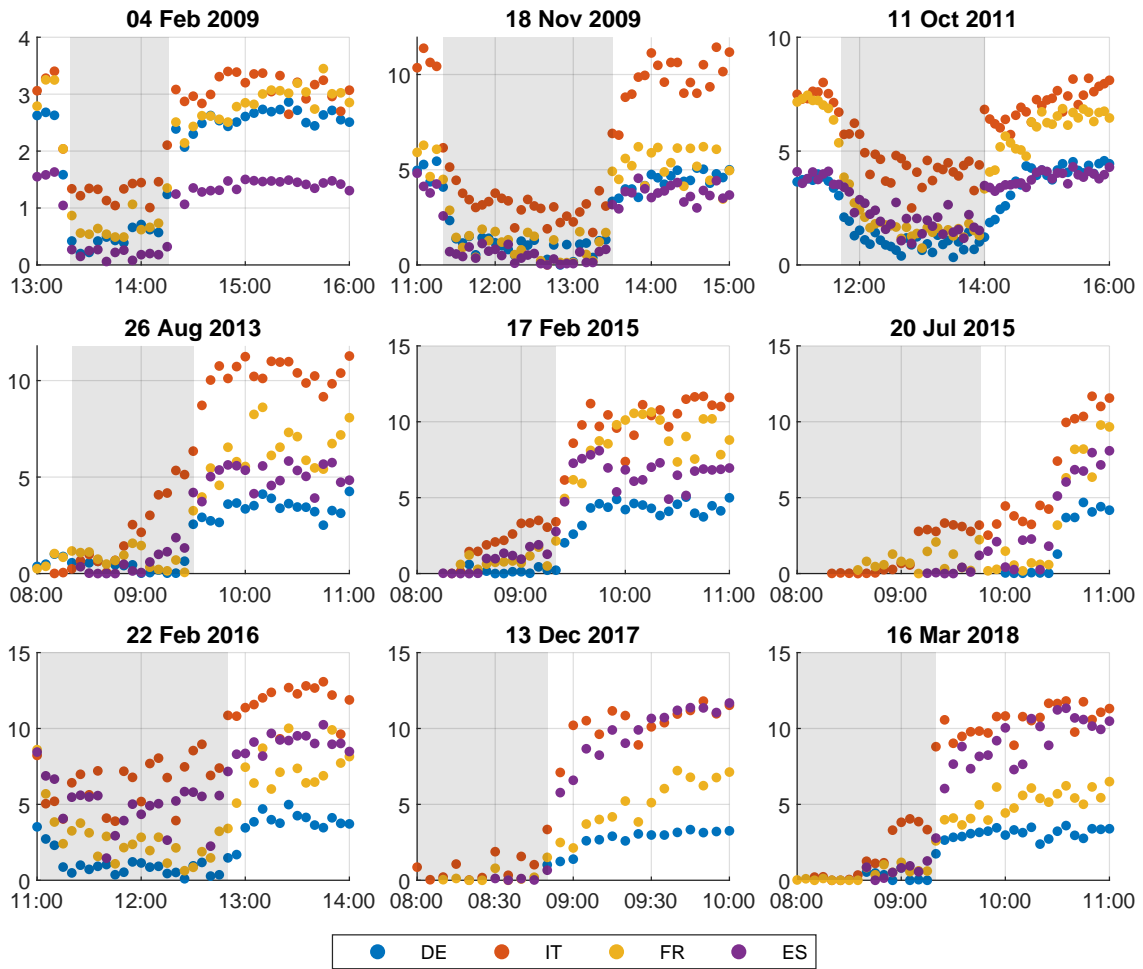 04 Feb 2009
18 Nov 2009
11 Oct 2011
4
3
2
1
0
13:00 14:00 15:00 16:00
10
5
0
11:00 12:00 13:00 14:00 15:00
10
5
0
12:00 14:00 16:00
26 Aug 2013
17 Feb 2015
20 Jul 2015
10
5
0
08:00 09:00 10:00 11:00
15
10
5
0
08:00 09:00 10:00 11:00
15
10
5
0
08:00 09:00 10:00 11:00
22 Feb 2016
13 Dec 2017
16 Mar 2018
15
10
5
0
11:00 12:00 13:00 14:00
15
10
5
0
08:00 08:30 09:00 09:30 10:00
15
10
5
0
08:00 09:00 10:00 11:00
DE IT FR ES